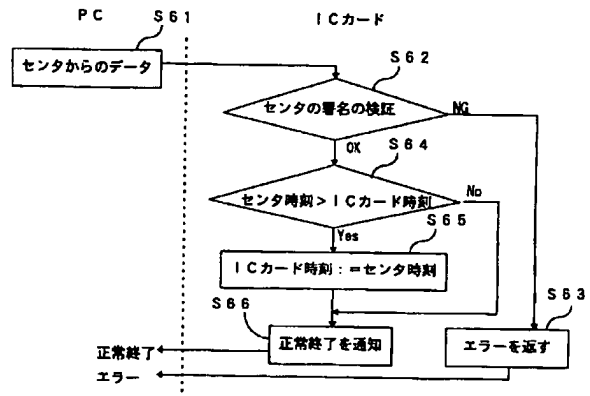 PC
S61
ICカード
センタからのデータ
S62
センタの署名の検証
NG
OK
S64
センタ時刻>ICカード時刻
No
S65
Yes
ICカード時刻:=センタ時刻
S66
S63
正常終了を通知
エラーを返す
正常終了
エラー